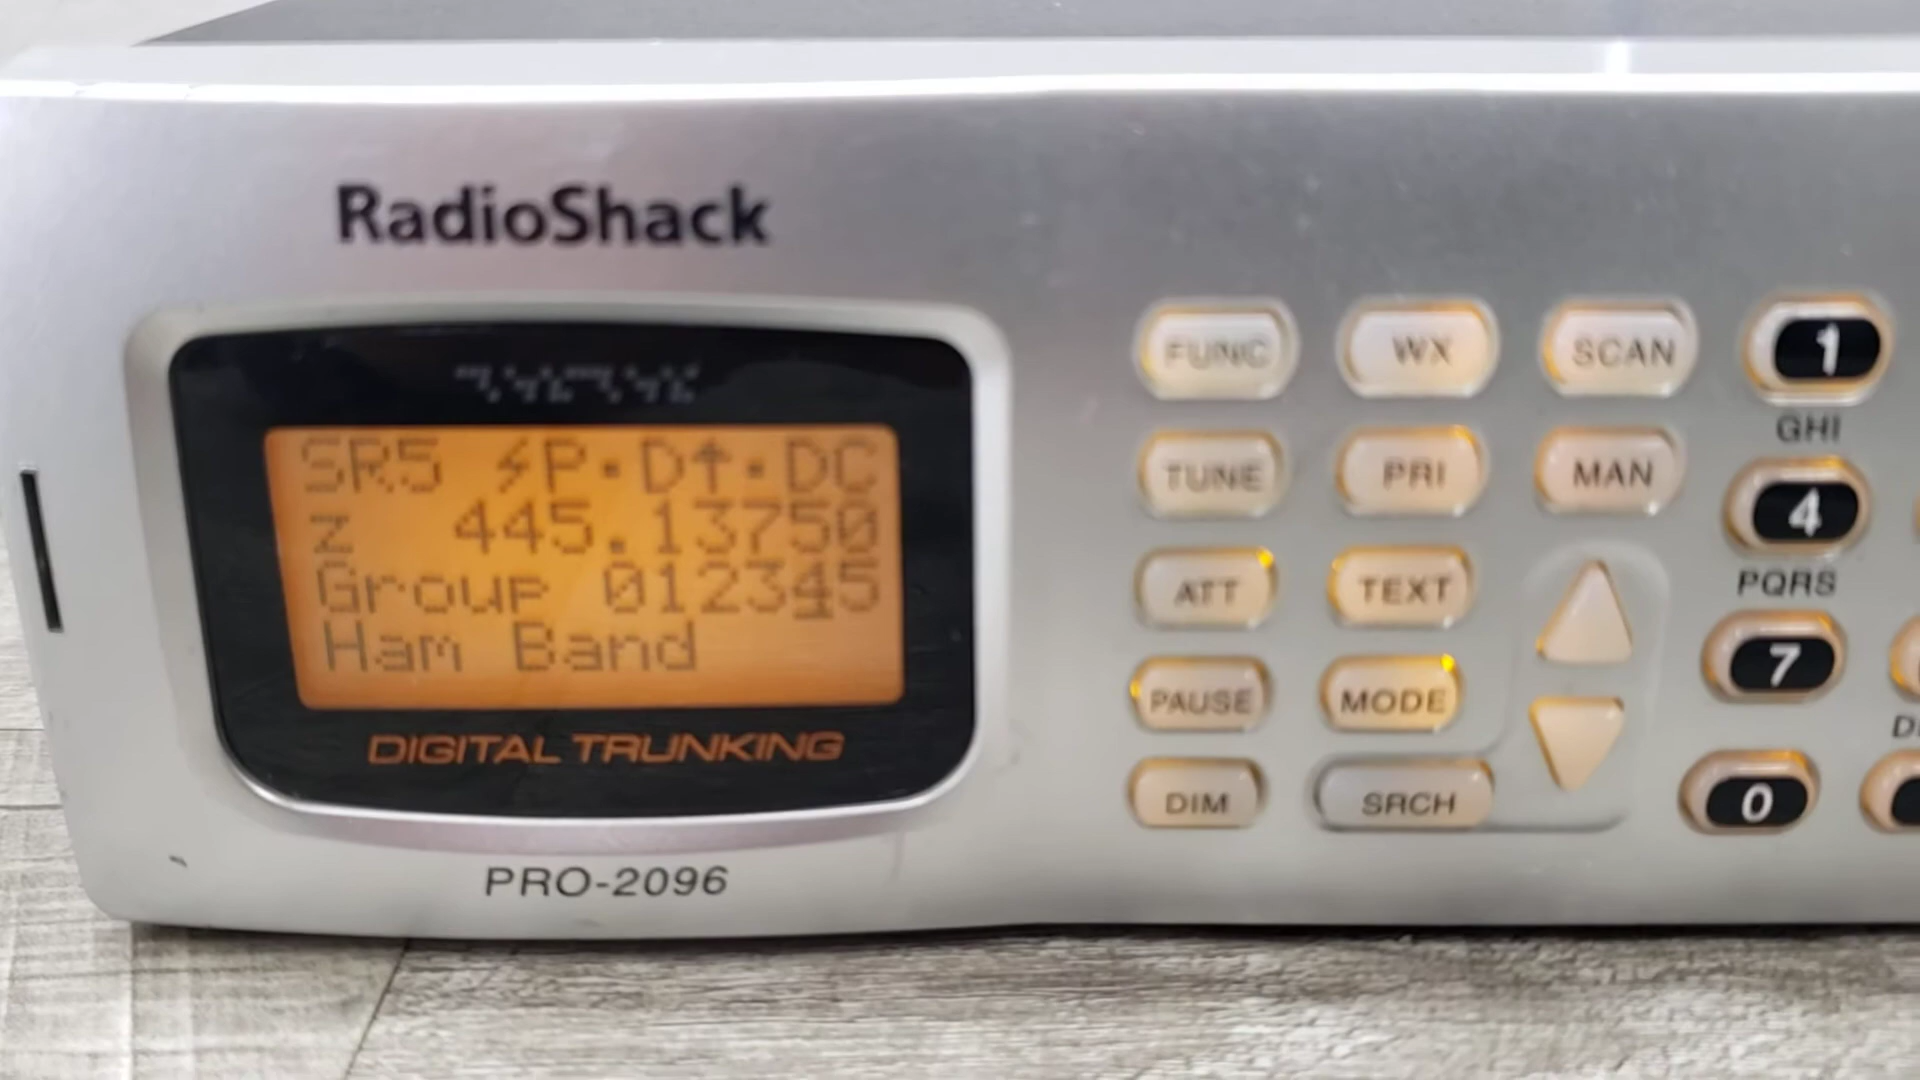 RadioShack
SR5 ⚡P·D↑·DC
z 445.13750
Group 012345
Ham Band
DIGITAL TRUNKING
PRO-2096
FUNC WX SCAN 1
GHI
TUNE PRI MAN 4
PQRS
ATT TEXT
PAUSE MODE 7
DIM SRCH 0